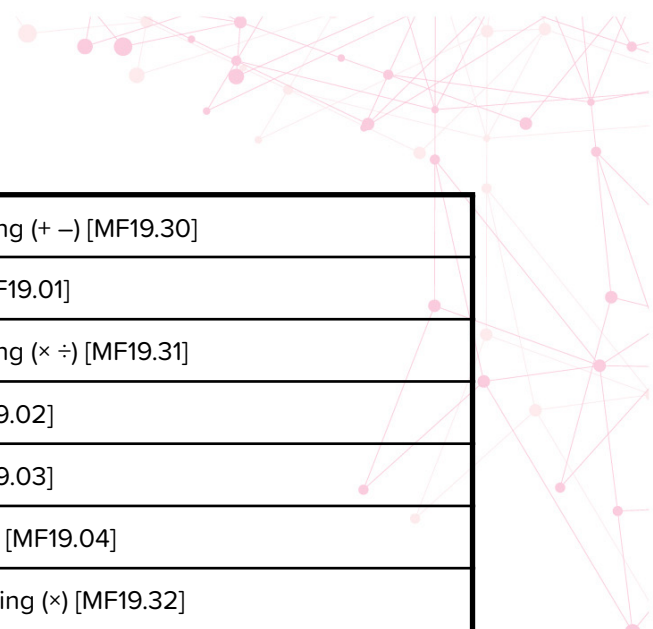 ng (+ –) [MF19.30]
F19.01]
ng (× ÷) [MF19.31]
9.02]
9.03]
[MF19.04]
ing (×) [MF19.32]